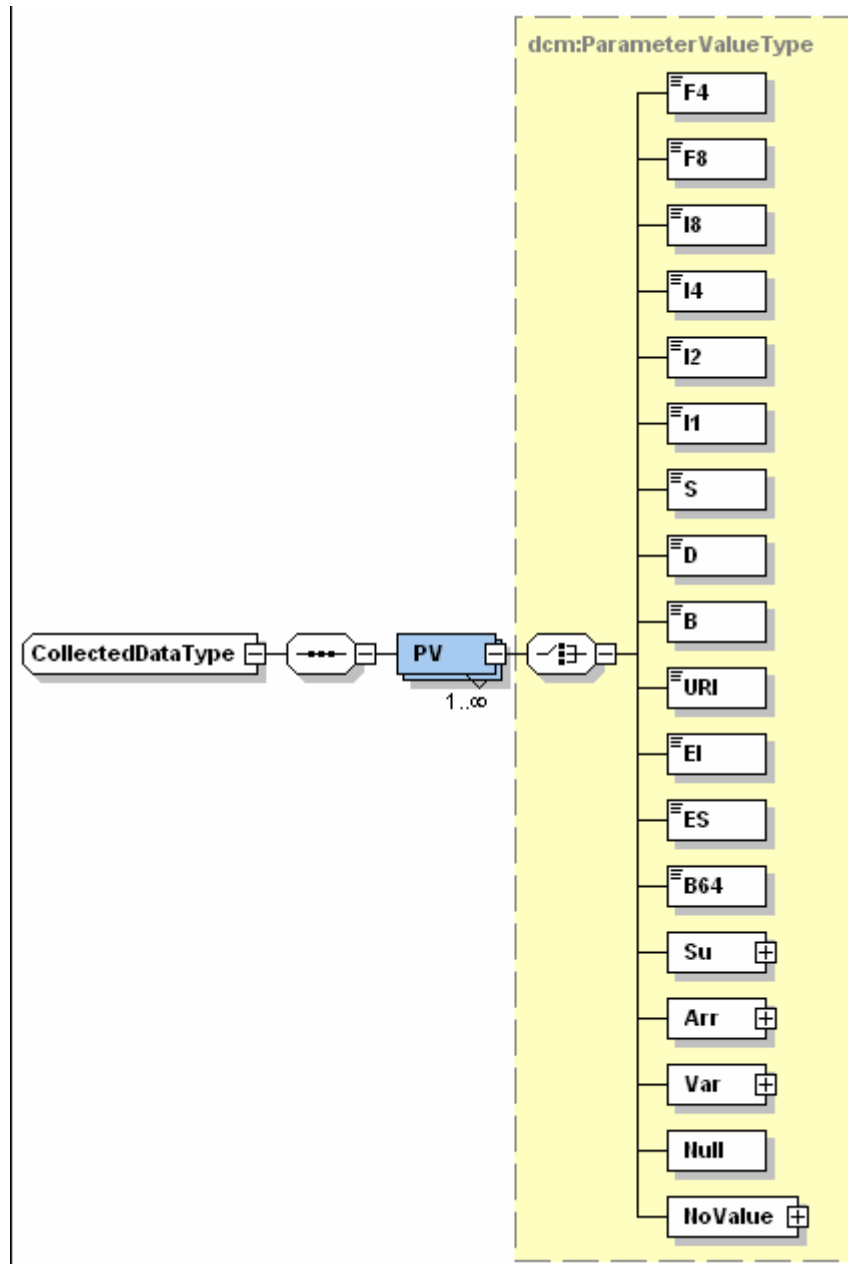 dcm:ParameterValueType
F4
F8
I8
I4
I2
I1
S
D
B
CollectedDataType
PV
1..∞
URI
EI
ES
B64
Su
Arr
Var
Null
NoValue